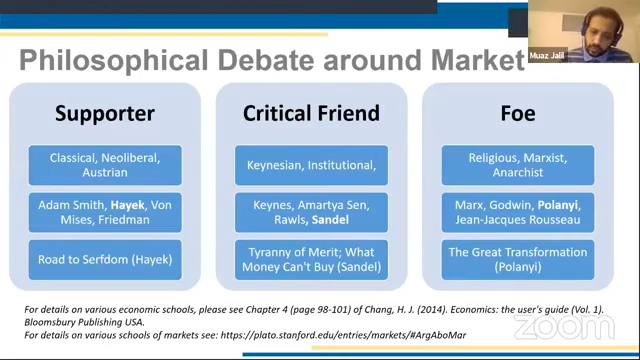 Philosophical Debate around Market
Muaz Jalil
Supporter
Classical, Neoliberal,
Austrian
Adam Smith, Hayek, Von
Mises, Friedman
Road to Serfdom (Hayek)
Critical Friend
Keynesian, Institutional,
Keynes, Amartya Sen,
Rawls, Sandel
Tyranny of Merit; What
Money Can't Buy (Sandel)
Foe
Religious, Marxist,
Anarchist
Marx, Godwin, Polanyi,
Jean-Jacques Rousseau
The Great Transformation
(Polanyi)
For details on various economic schools, please see Chapter 4 (page 98-101) of Chang, H. J. (2014). Economics: the user's guide (Vol. 1).
Bloomsbury Publishing USA.
For details on various schools of markets see: https://plato.stanford.edu/entries/markets/#ArgAboMar
zoom